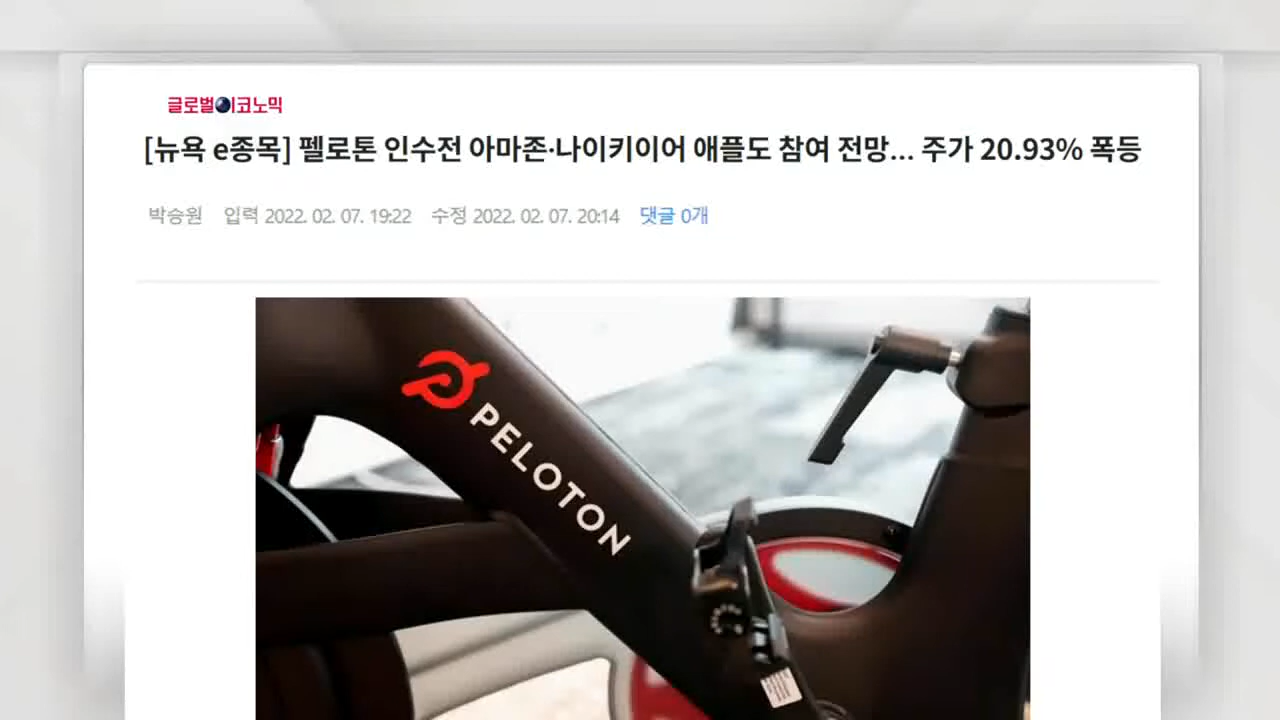 글로벌이코노믹
[뉴욕 e종목] 펠로톤 인수전 아마존·나이키이어 애플도 참여 전망... 주가 20.93% 폭등
박승원 입력 2022. 02. 07. 19:22 수정 2022. 02. 07. 20:14 댓글 0개
PELOTON